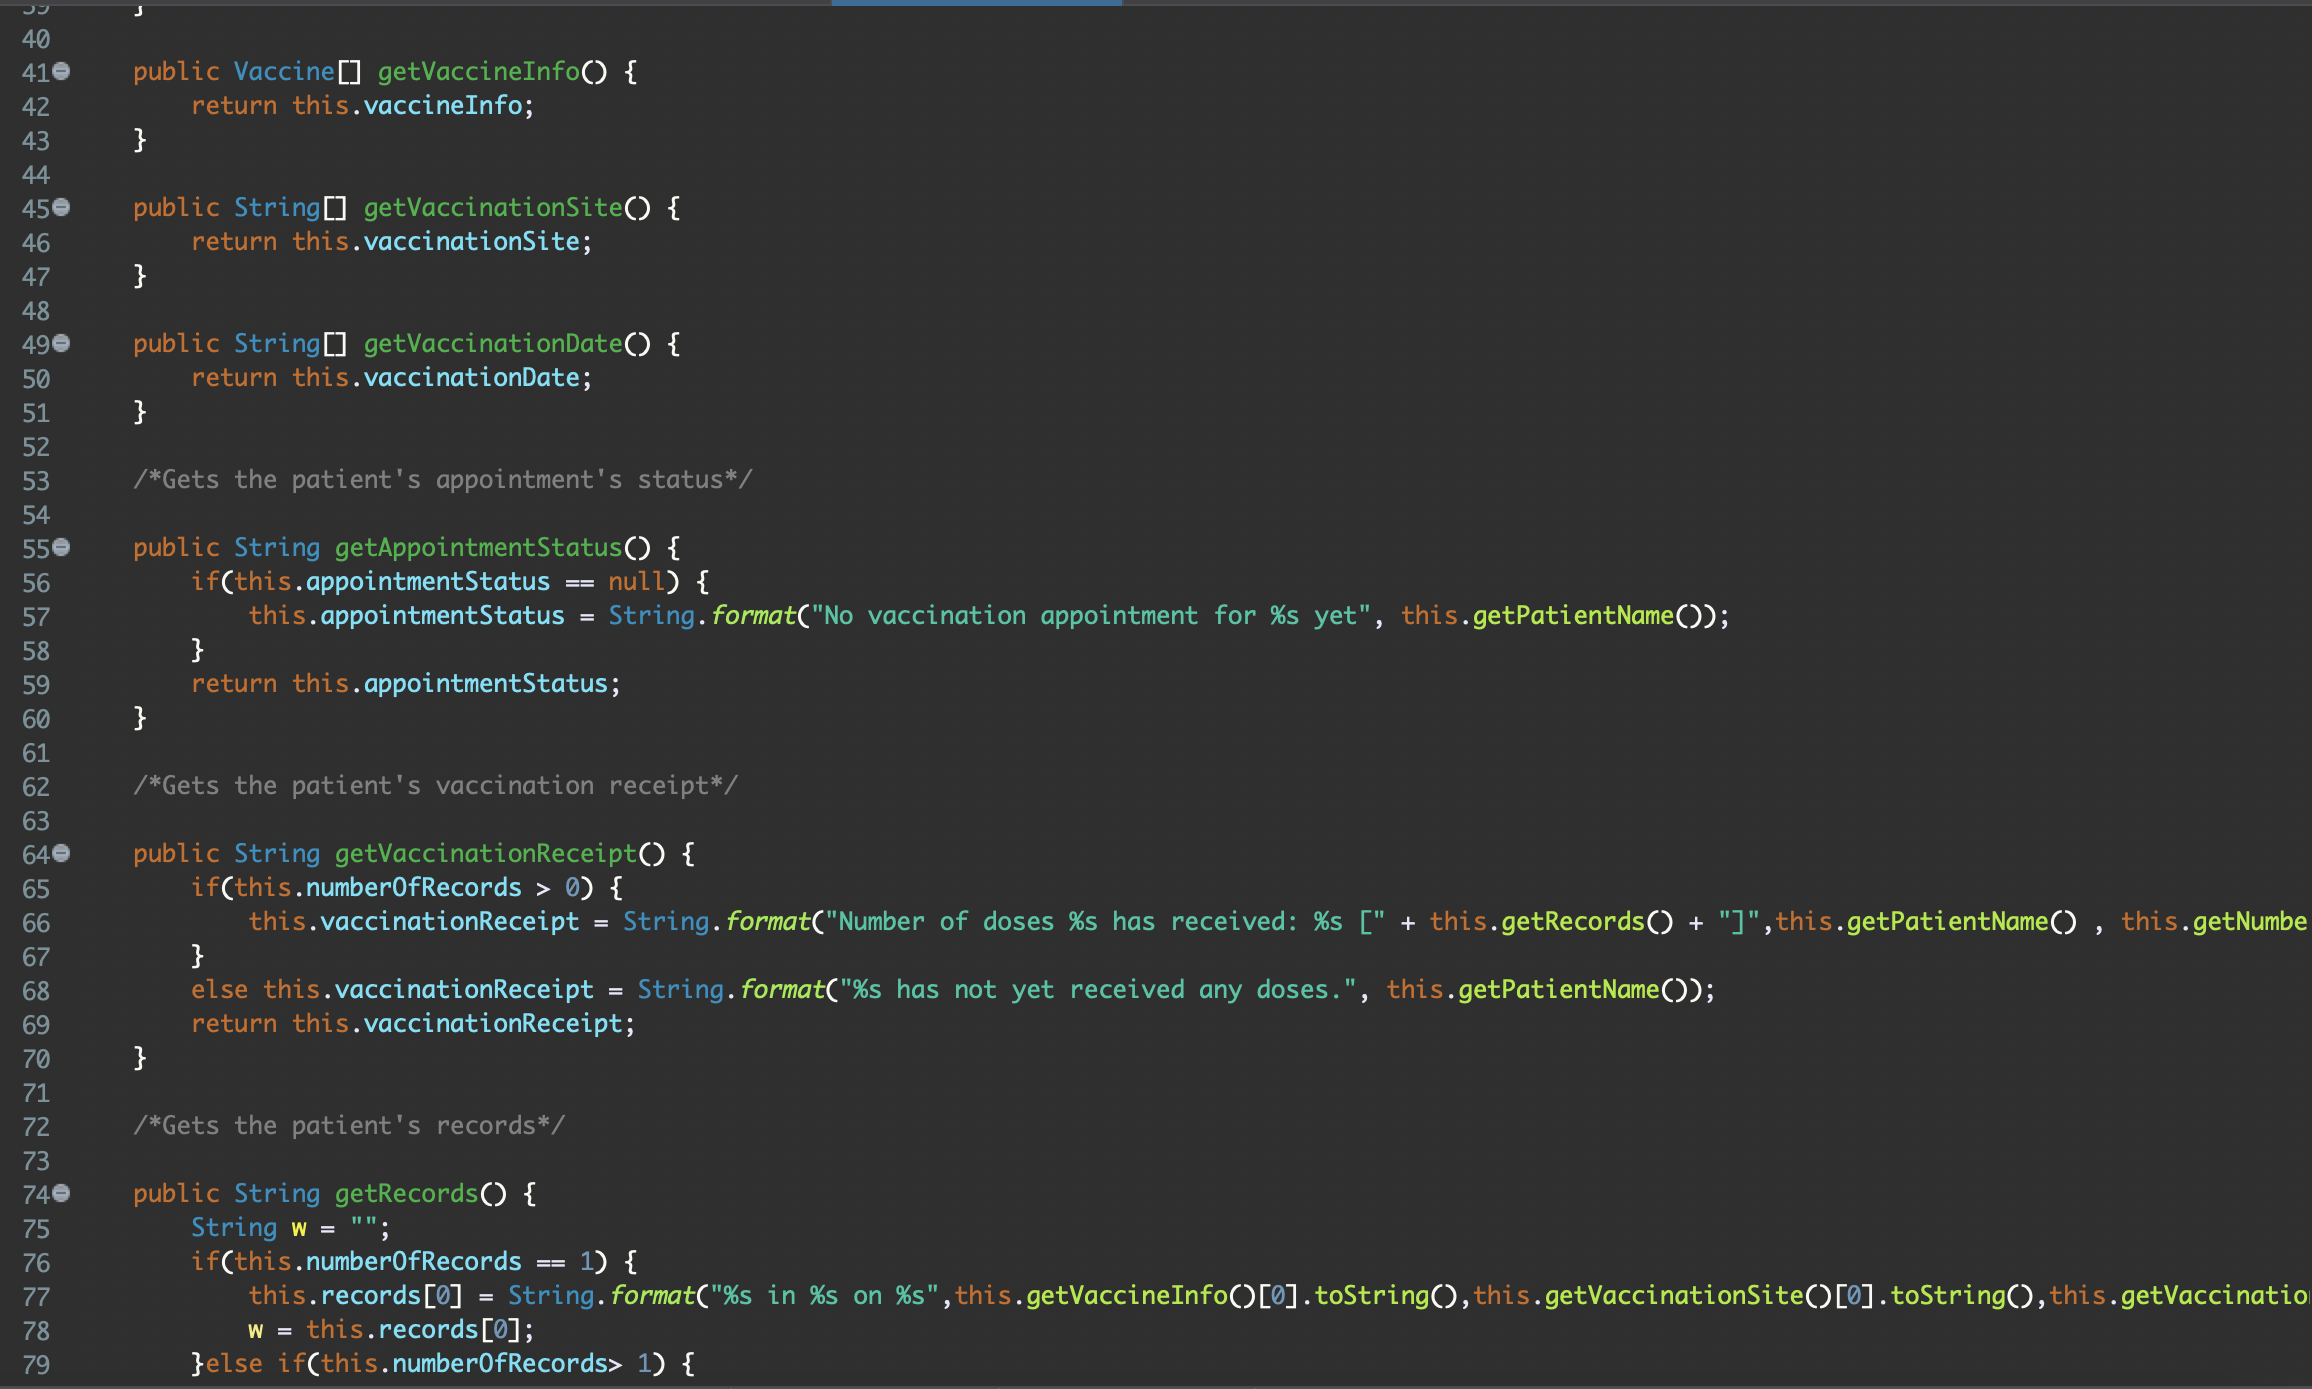 39 }
40
41 public Vaccine[] getVaccineInfo() {
42 return this.vaccineInfo;
43 }
44
45 public String[] getVaccinationSite() {
46 return this.vaccinationSite;
47 }
48
49 public String[] getVaccinationDate() {
50 return this.vaccinationDate;
51 }
52
53 /*Gets the patient's appointment's status*/
54
55 public String getAppointmentStatus() {
56 if(this.appointmentStatus == null) {
57 this.appointmentStatus = String.format("No vaccination appointment for %s yet", this.getPatientName());
58 }
59 return this.appointmentStatus;
60 }
61
62 /*Gets the patient's vaccination receipt*/
63
64 public String getVaccinationReceipt() {
65 if(this.numberOfRecords > 0) {
66 this.vaccinationReceipt = String.format("Number of doses %s has received: %s [" + this.getRecords() + "]",this.getPatientName() , this.getNumbe
67 }
68 else this.vaccinationReceipt = String.format("%s has not yet received any doses.", this.getPatientName());
69 return this.vaccinationReceipt;
70 }
71
72 /*Gets the patient's records*/
73
74 public String getRecords() {
75 String w = "";
76 if(this.numberOfRecords == 1) {
77 this.records[0] = String.format("%s in %s on %s",this.getVaccineInfo()[0].toString(),this.getVaccinationSite()[0].toString(),this.getVaccinatio
78 w = this.records[0];
79 }else if(this.numberOfRecords> 1) {